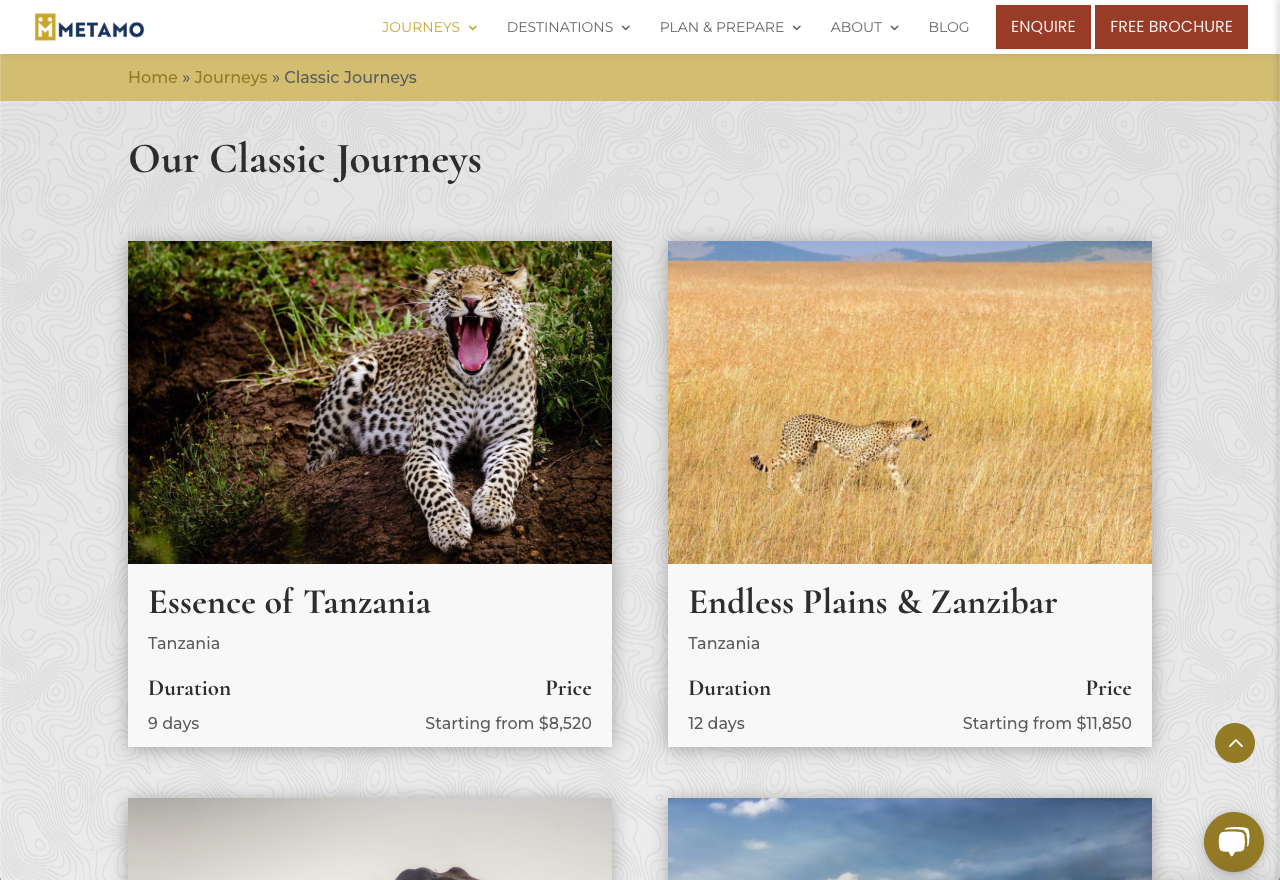 METAMO
JOURNEYS DESTINATIONS PLAN & PREPARE ABOUT BLOG ENQUIRE FREE BROCHURE
Home » Journeys » Classic Journeys
Our Classic Journeys
Essence of Tanzania
Tanzania
Duration Price
9 days Starting from $8,520
Endless Plains & Zanzibar
Tanzania
Duration Price
12 days Starting from $11,850